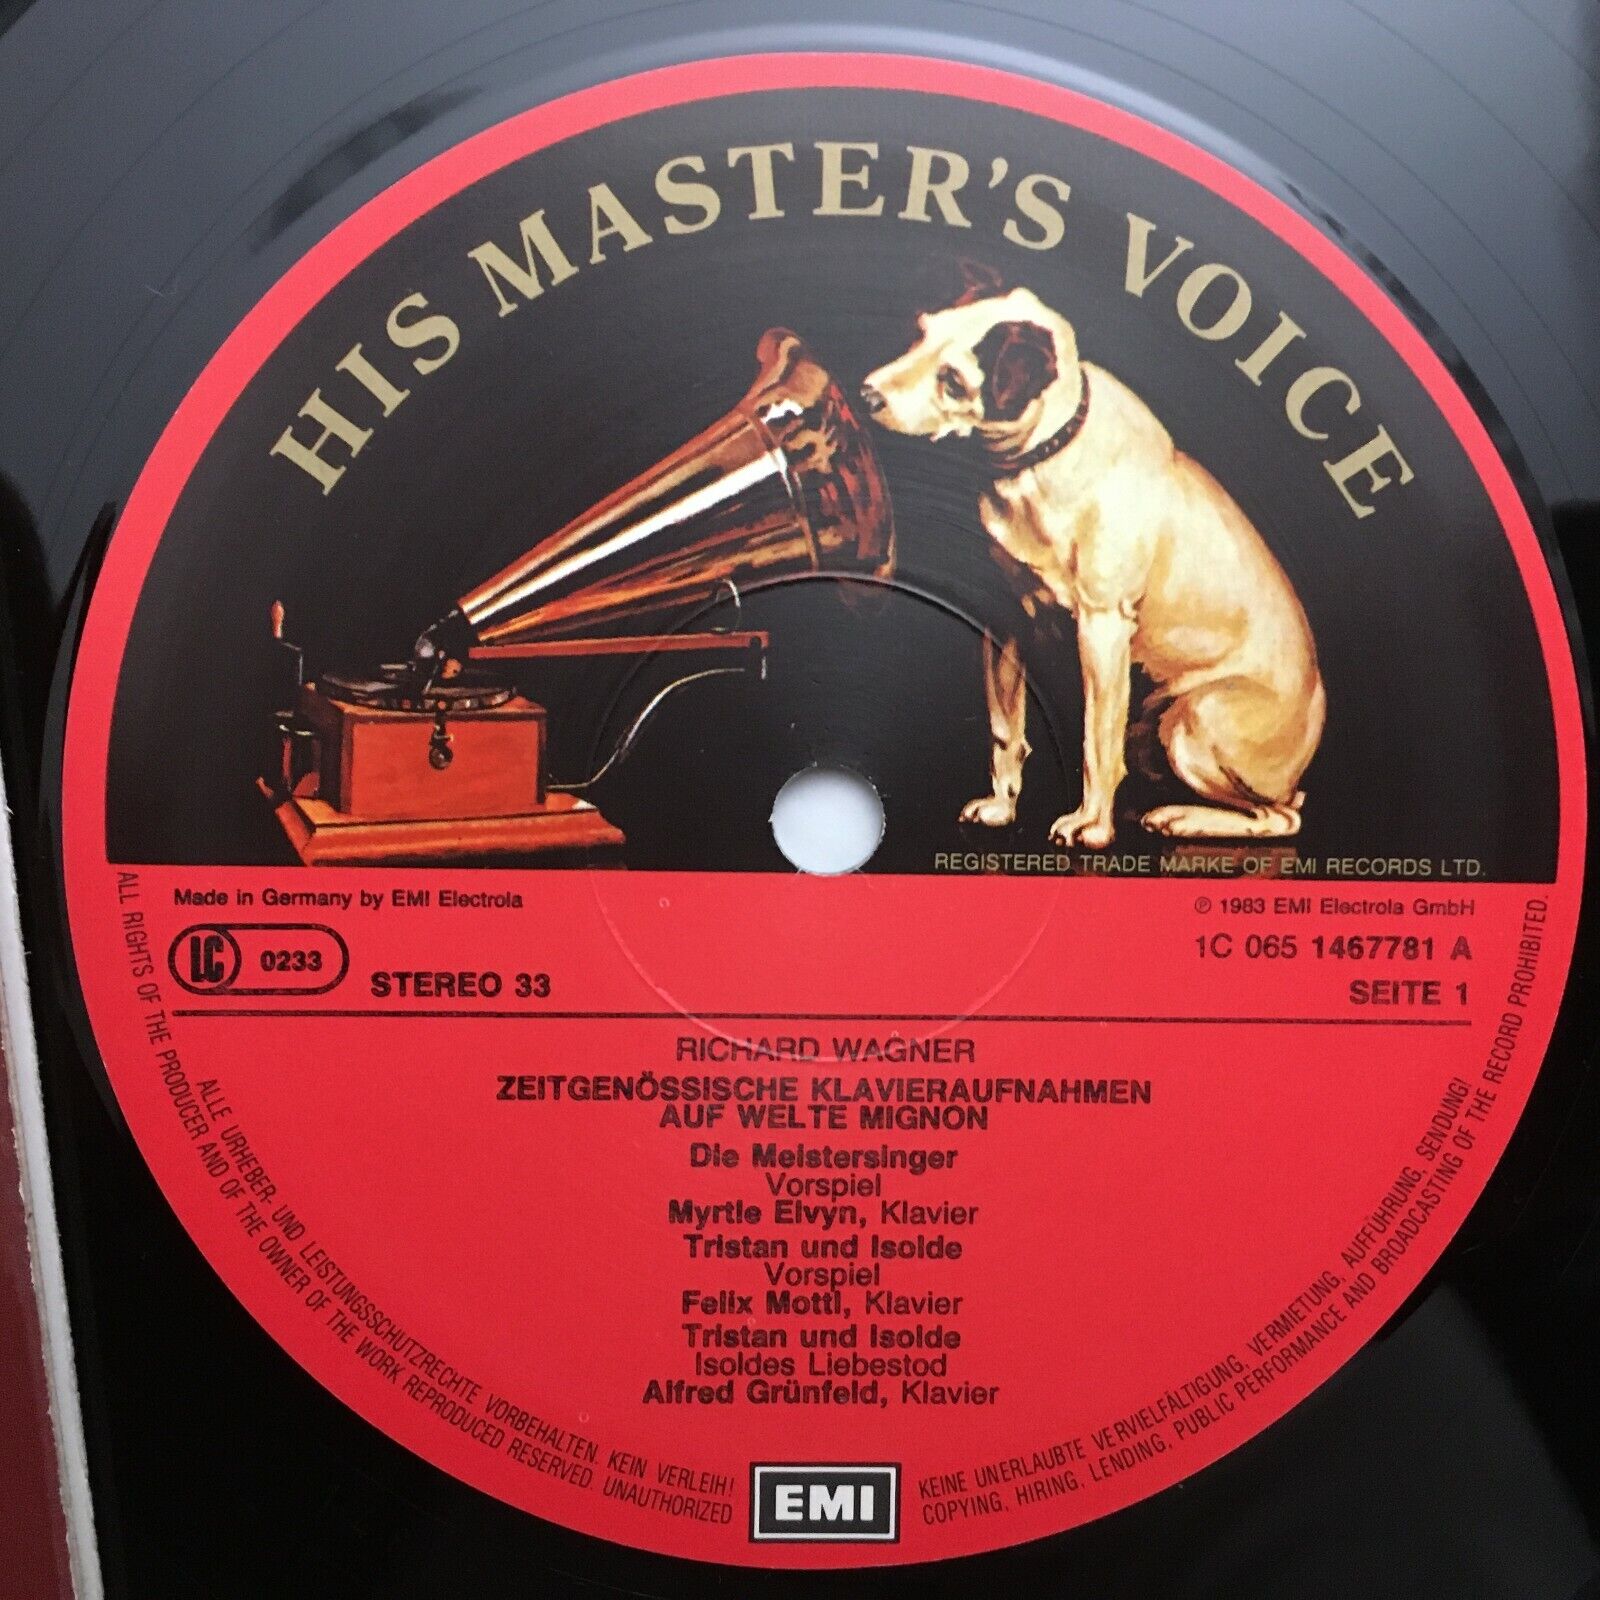 HIS MASTER'S VOICE
REGISTERED TRADE MARKE OF EMI RECORDS LTD.
Made in Germany by EMI Electrola
℗ 1983 EMI Electrola GmbH
LC 0233
STEREO 33
1C 065 1467781 A
SEITE 1
RICHARD WAGNER
ZEITGENÖSSISCHE KLAVIERAUFNAHMEN
AUF WELTE MIGNON
Die Meistersinger
Vorspiel
Myrtle Elvyn, Klavier
Tristan und Isolde
Vorspiel
Felix Mottl, Klavier
Tristan und Isolde
Isoldes Liebestod
Alfred Grünfeld, Klavier
ALLE URHEBER- UND LEISTUNGSSCHUTZRECHTE VORBEHALTEN. KEIN VERLEIH! KEINE UNERLAUBTE VERVIELFÄLTIGUNG, VERMIETUNG, AUFFÜHRUNG, SENDUNG!
ALL RIGHTS OF THE PRODUCER AND OF THE OWNER OF THE WORK REPRODUCED RESERVED. UNAUTHORIZED COPYING, HIRING, LENDING, PUBLIC PERFORMANCE AND BROADCASTING OF THE RECORD PROHIBITED.
EMI